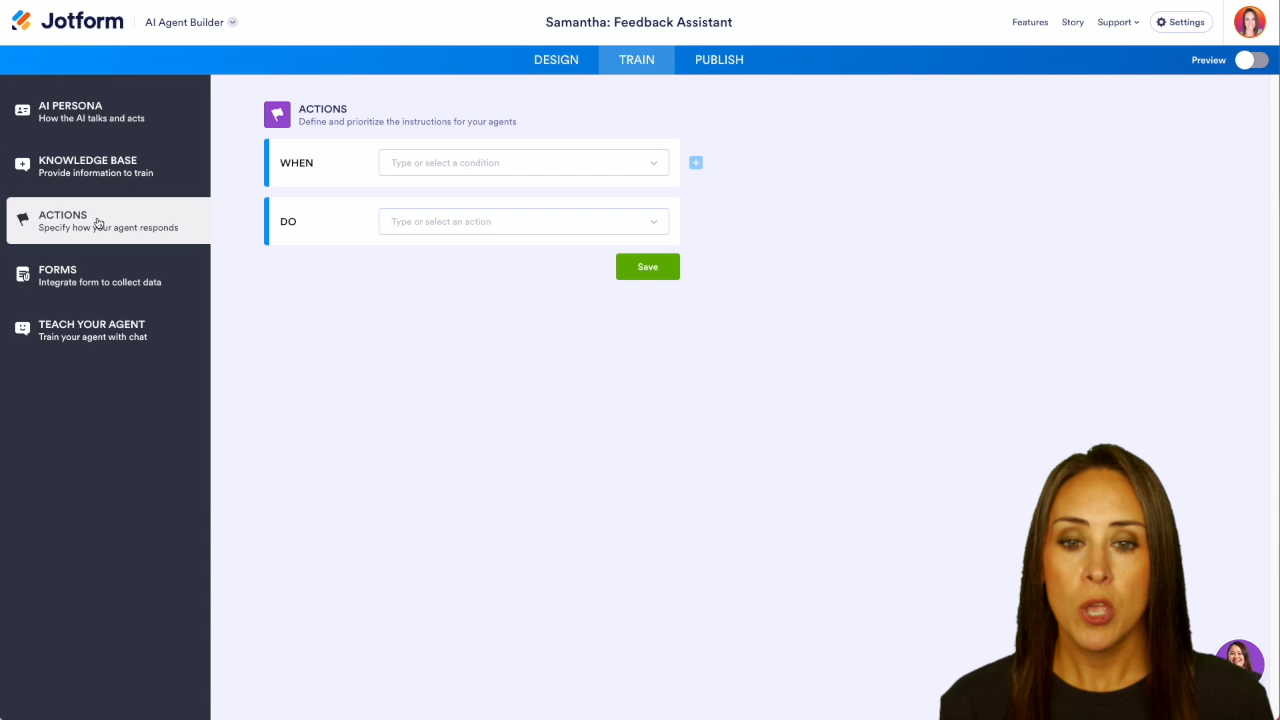 Jotform
AI Agent Builder
Samantha: Feedback Assistant
Features
Story
Support
Settings
DESIGN
TRAIN
PUBLISH
Preview
AI PERSONA
How the AI talks and acts
KNOWLEDGE BASE
Provide information to train
ACTIONS
Specify how your agent responds
FORMS
Integrate form to collect data
TEACH YOUR AGENT
Train your agent with chat
ACTIONS
Define and prioritize the instructions for your agents
WHEN
Type or select a condition
DO
Type or select an action
Save